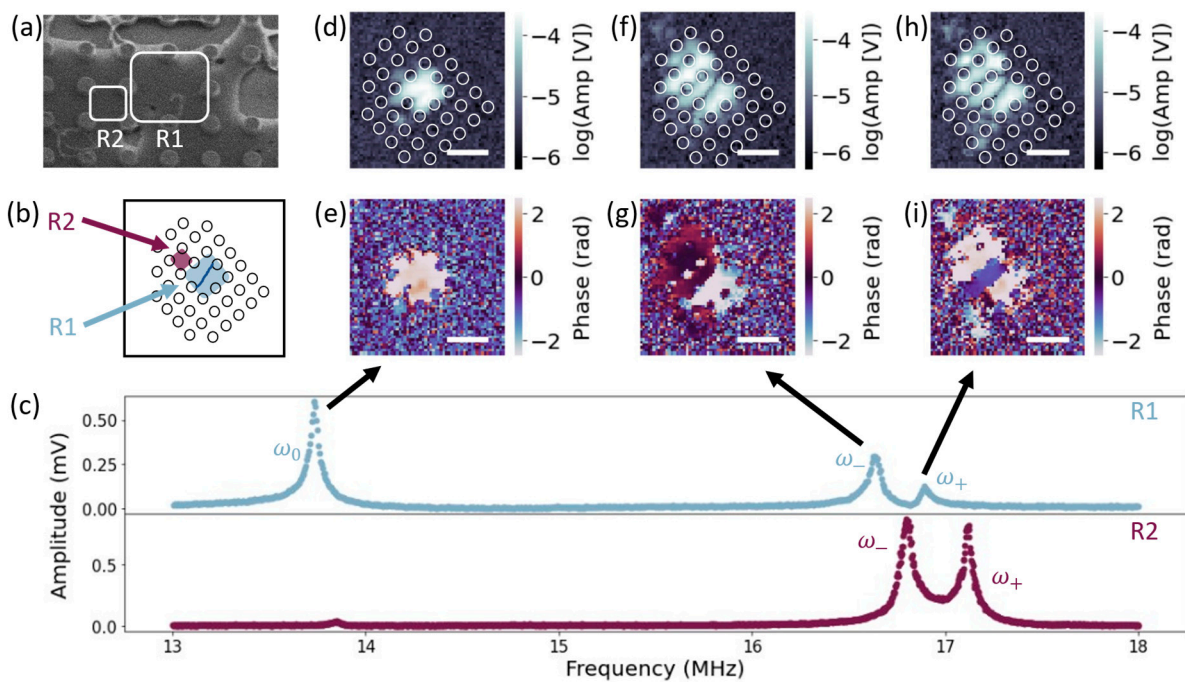 (a)
R2
R1
(d)
−4
−5
−6
log(Amp [V])
(f)
−4
−5
−6
log(Amp [V])
(h)
−4
−5
−6
log(Amp [V])
(b)
R2
R1
(e)
2
0
−2
Phase (rad)
(g)
2
0
−2
Phase (rad)
(i)
2
0
−2
Phase (rad)
(c)
R1
0.50
0.25
0.00
ω₀
ω₋
ω₊
R2
0.5
0.0
ω₋
ω₊
Amplitude (mV)
13 14 15 16 17 18
Frequency (MHz)